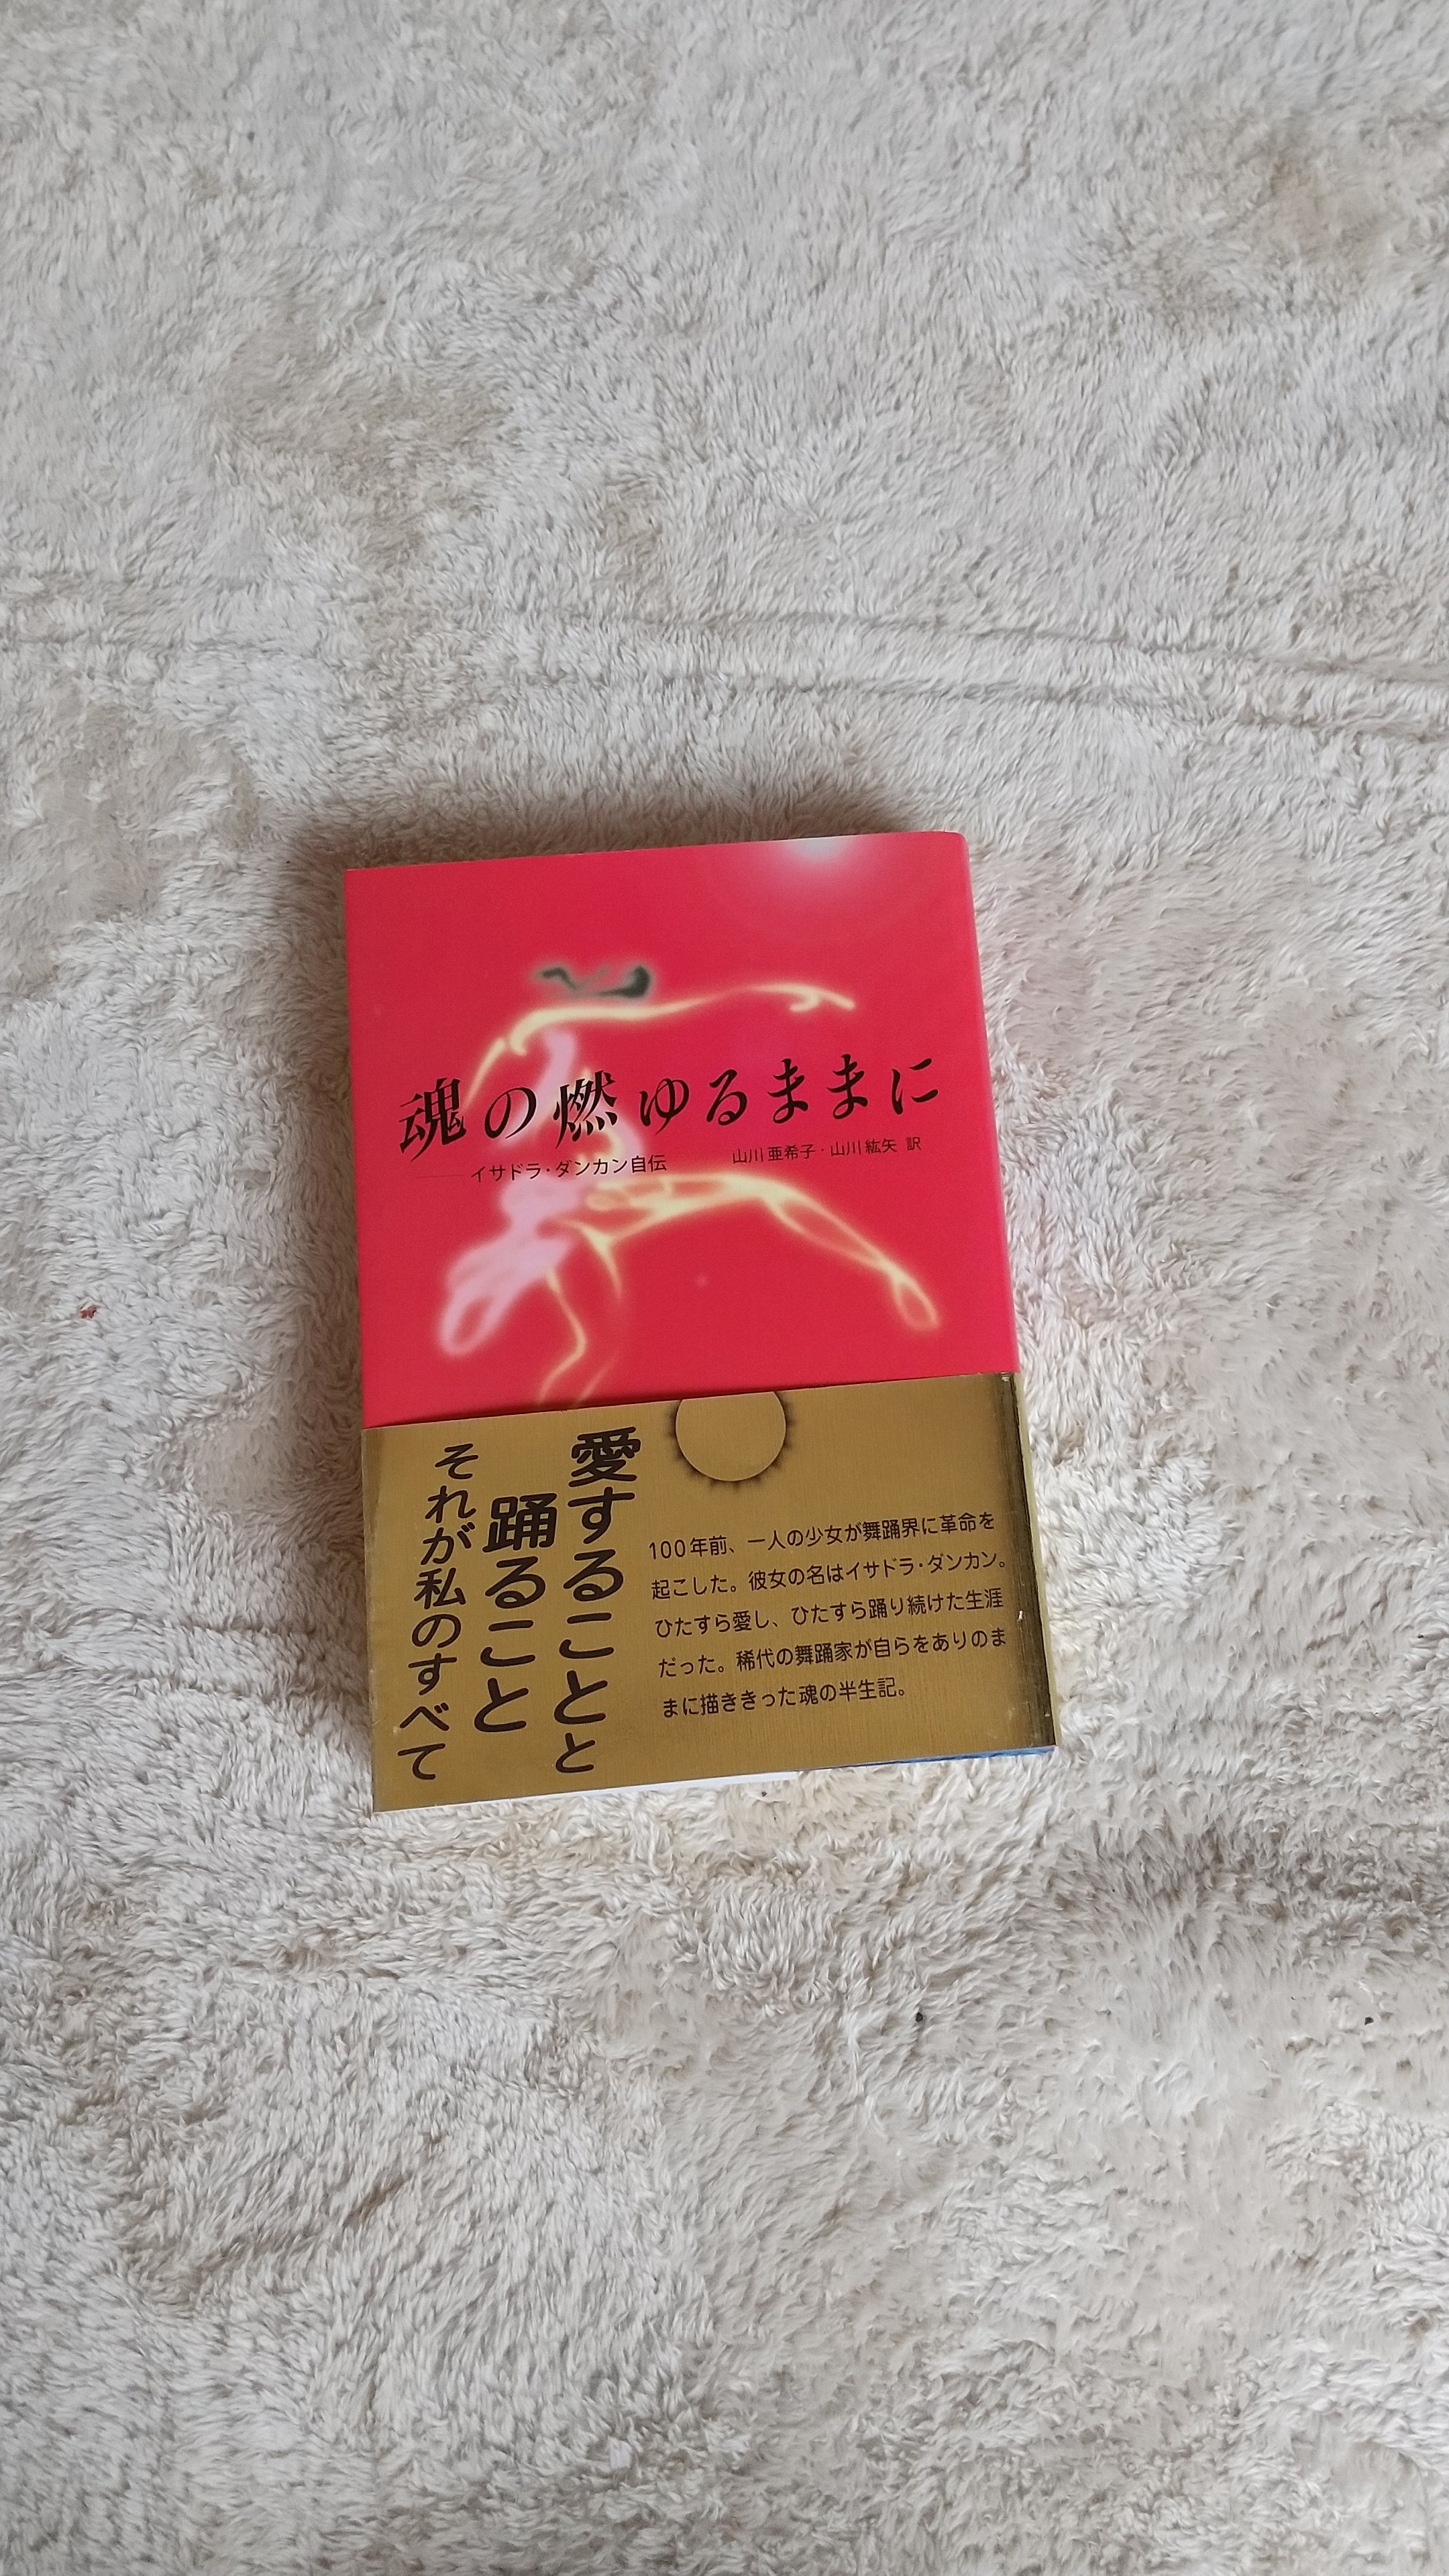 魂の燃ゆるままに
イサドラ・ダンカン自伝
山川亜希子・山川紘矢 訳
愛することと
踊ること
それが私のすべて
100年前、一人の少女が舞踊界に革命を
起こした。彼女の名はイサドラ・ダンカン。
ひたすら愛し、ひたすら踊り続けた生涯
だった。稀代の舞踊家が自らをありのま
まに描ききった魂の半生記。